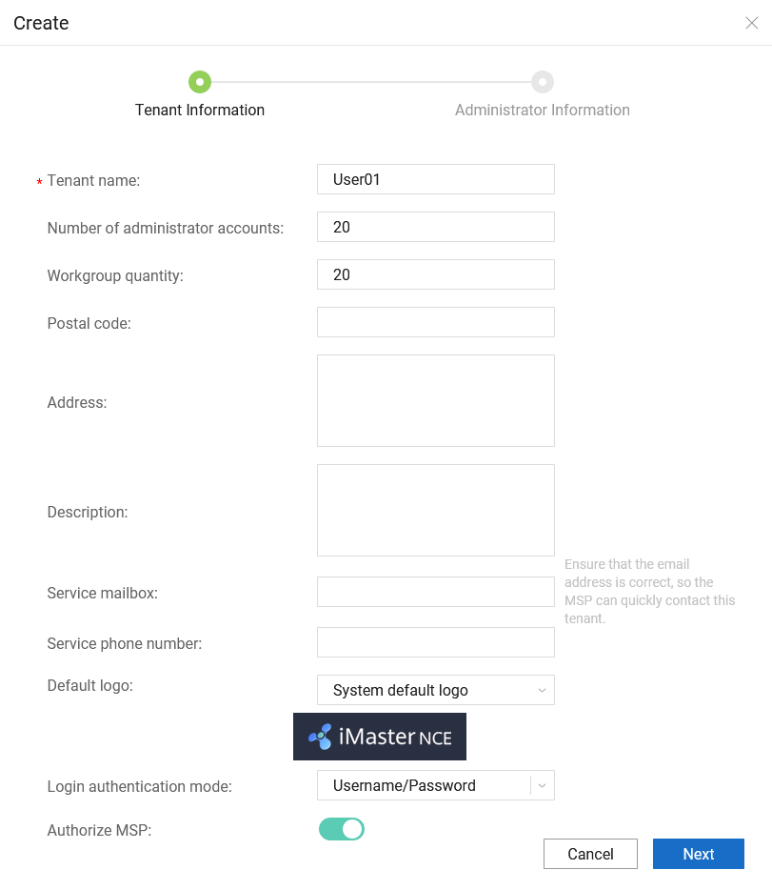 Create
Tenant Information
Administrator Information
* Tenant name:
User01
Number of administrator accounts:
20
Workgroup quantity:
20
Postal code:
Address:
Description:
Ensure that the email
address is correct, so the
MSP can quickly contact this
tenant.
Service mailbox:
Service phone number:
Default logo:
System default logo
iMaster NCE
Login authentication mode:
Username/Password
Authorize MSP:
Cancel
Next